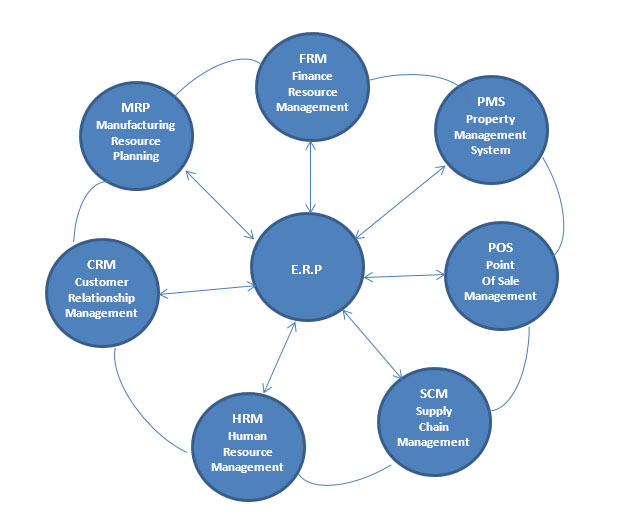 FRM
Finance
Resource
Management
PMS
Property
Management
System
MRP
Manufacturing
Resource
Planning
POS
Point
Of Sale
Management
E.R.P
CRM
Customer
Relationship
Management
SCM
Supply
Chain
Management
HRM
Human
Resource
Management